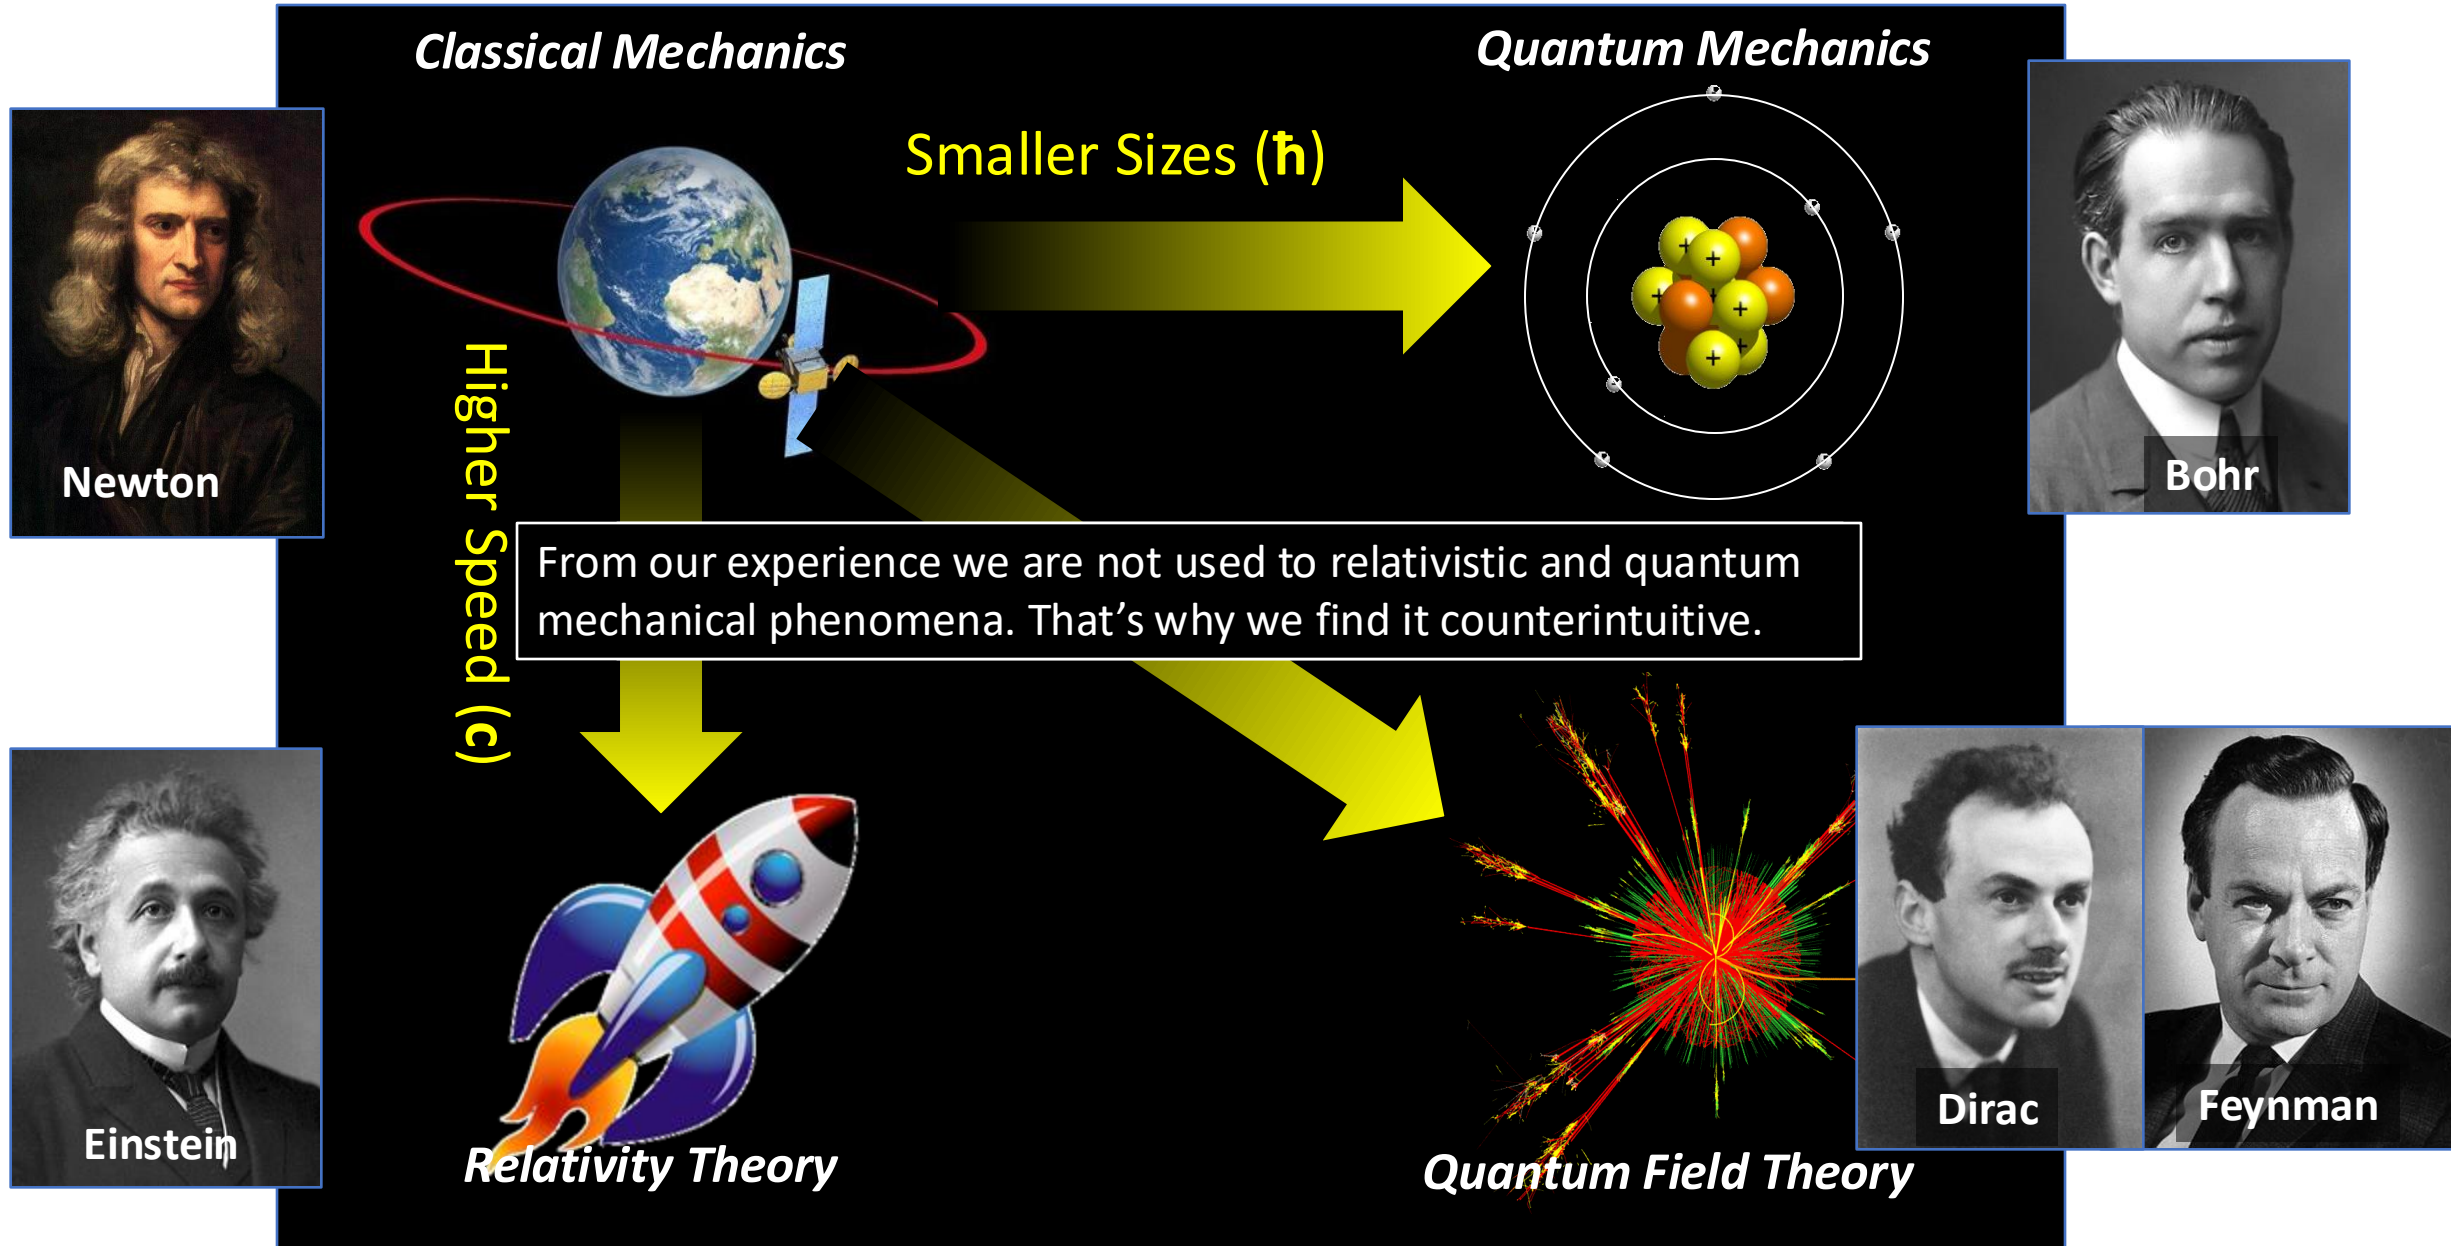 Classical Mechanics
Quantum Mechanics
Smaller Sizes (ħ)
Newton
Bohr
Higher Speed (c)
From our experience we are not used to relativistic and quantum
mechanical phenomena. That’s why we find it counterintuitive.
Einstein
Dirac
Feynman
Relativity Theory
Quantum Field Theory
+
+
+
+
+
+